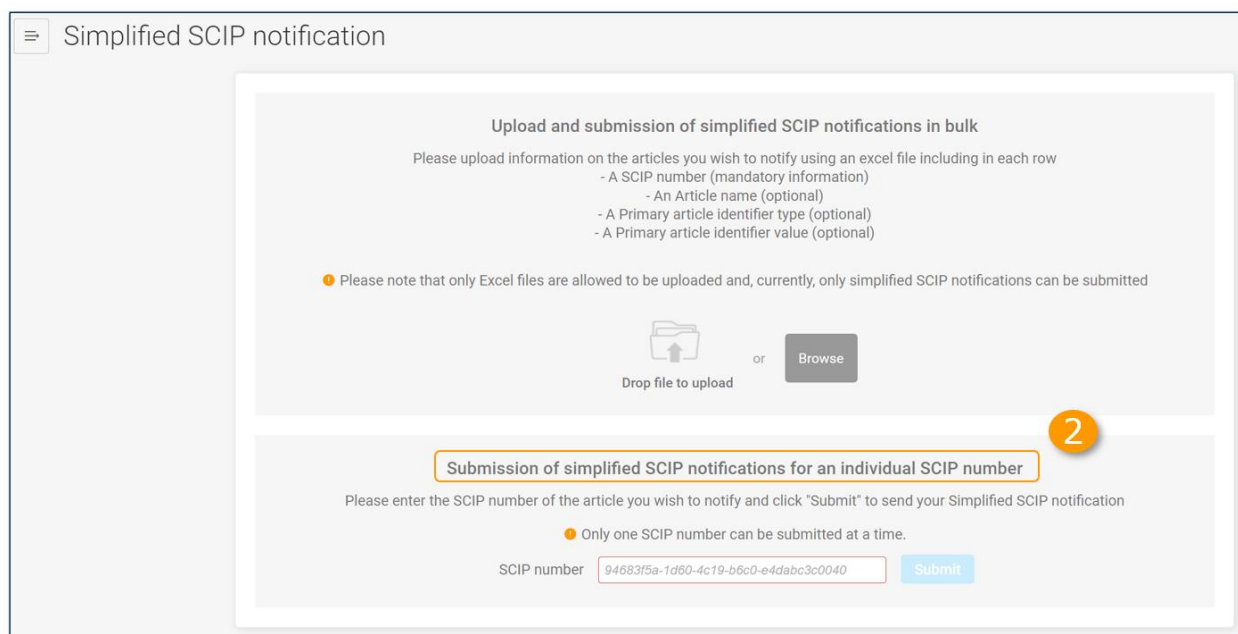 Simplified SCIP notification
Upload and submission of simplified SCIP notifications in bulk
Please upload information on the articles you wish to notify using an excel file including in each row
- A SCIP number (mandatory information)
- An Article name (optional)
- A Primary article identifier type (optional)
- A Primary article identifier value (optional)
Please note that only Excel files are allowed to be uploaded and, currently, only simplified SCIP notifications can be submitted
Drop file to upload or Browse
2
Submission of simplified SCIP notifications for an individual SCIP number
Please enter the SCIP number of the article you wish to notify and click "Submit" to send your Simplified SCIP notification
Only one SCIP number can be submitted at a time.
SCIP number 94683f5a-1d60-4c19-b6c0-e4dabc3c0040 Submit